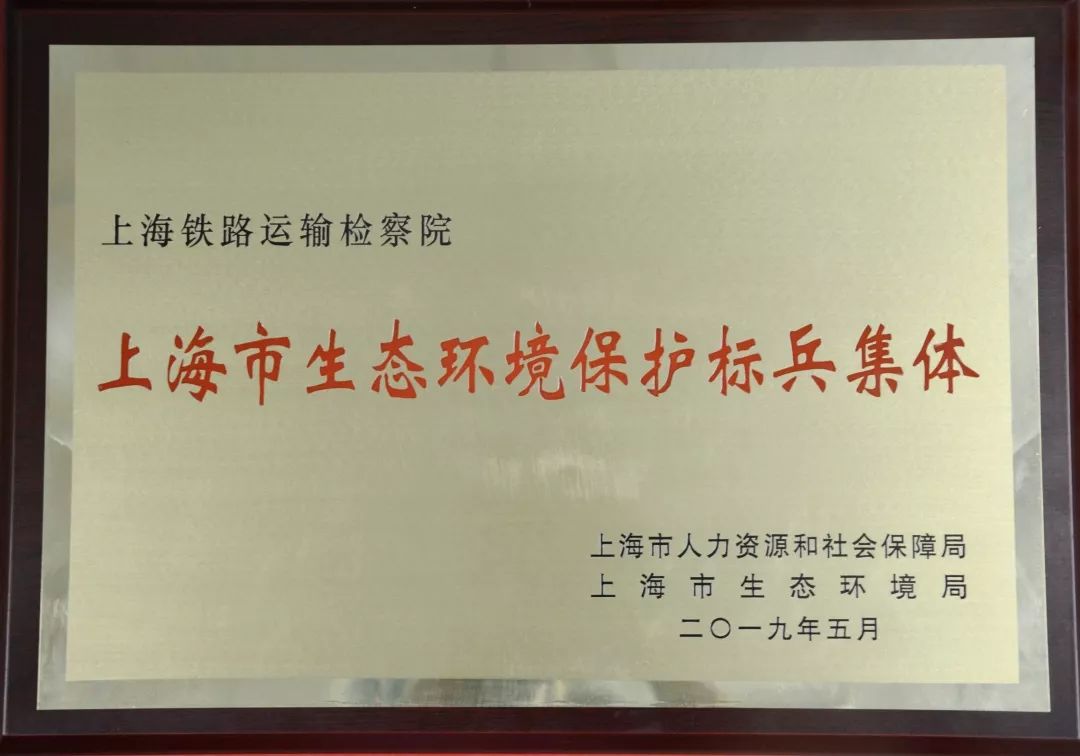 上海铁路运输检察院
上海市生态环境保护标兵集体
上海市人力资源和社会保障局
上海市生态环境局
二〇一九年五月